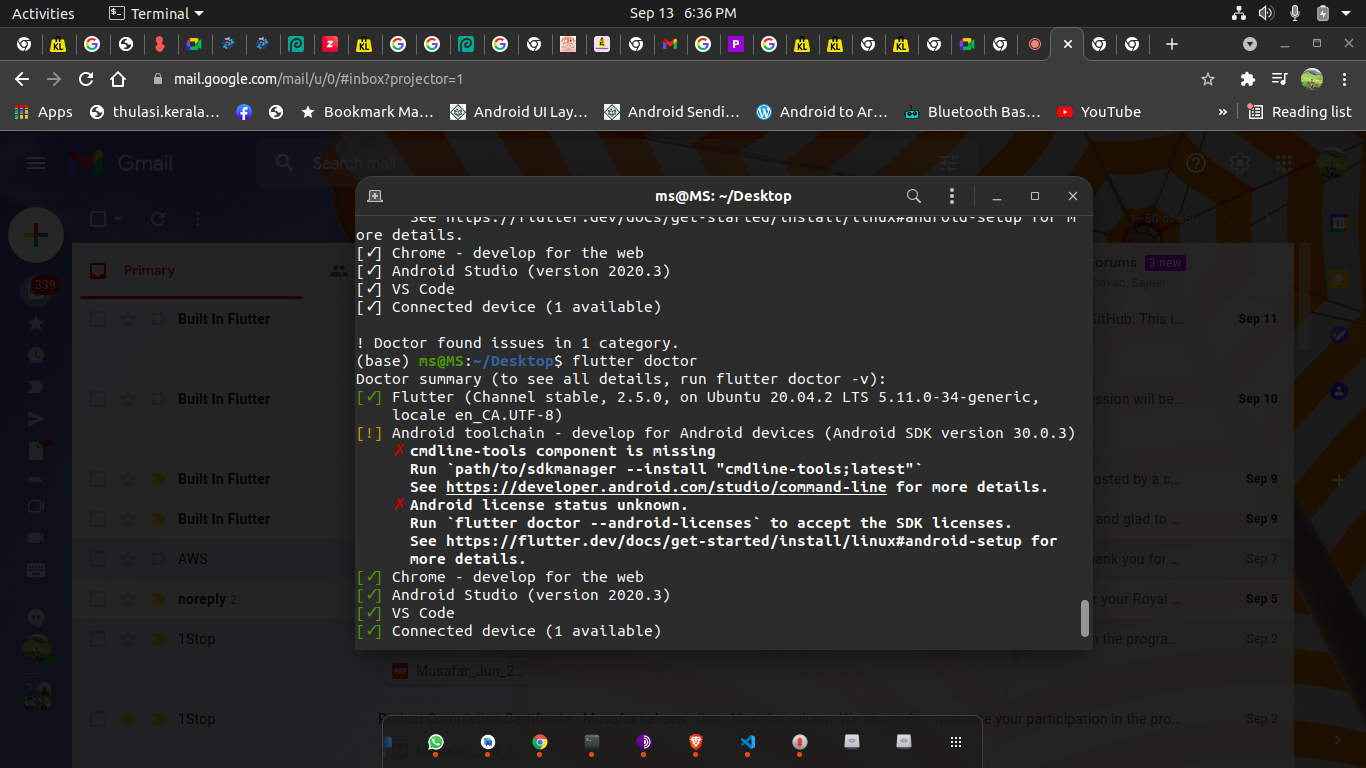 Activities
Terminal
Sep 13 6:36 PM
mail.google.com/mail/u/0/#inbox?projector=1
Apps
thulasi.kerala...
Bookmark Ma...
Android UI Lay...
Android Sendi...
Android to Ar...
Bluetooth Bas...
YouTube
»
Reading list
Gmail
Search mail
ms@MS: ~/Desktop
See https://flutter.dev/docs/get-started/install/linux#android-setup for m
ore details.
[✓] Chrome - develop for the web
[✓] Android Studio (version 2020.3)
[✓] VS Code
[✓] Connected device (1 available)
! Doctor found issues in 1 category.
(base) ms@MS:~/Desktop$ flutter doctor
Doctor summary (to see all details, run flutter doctor -v):
[✓] Flutter (Channel stable, 2.5.0, on Ubuntu 20.04.2 LTS 5.11.0-34-generic,
locale en_CA.UTF-8)
[!] Android toolchain - develop for Android devices (Android SDK version 30.0.3)
✗ cmdline-tools component is missing
Run `path/to/sdkmanager --install "cmdline-tools;latest"`
See https://developer.android.com/studio/command-line for more details.
✗ Android license status unknown.
Run `flutter doctor --android-licenses` to accept the SDK licenses.
See https://flutter.dev/docs/get-started/install/linux#android-setup for
more details.
[✓] Chrome - develop for the web
[✓] Android Studio (version 2020.3)
[✓] VS Code
[✓] Connected device (1 available)
339
Primary
Forums 3 new
Sajeer
Built In Flutter
GitHub. This i... Sep 11
Built In Flutter
ession will be... Sep 10
Built In Flutter
osted by a c... Sep 9
Built In Flutter
and glad to ... Sep 9
AWS
ank you for ... Sep 7
noreply 2
r your Royal ... Sep 5
1Stop
n the progra... Sep 2
PDF Musafar_Jun_2...
1Stop
your participation in the pro... Sep 2